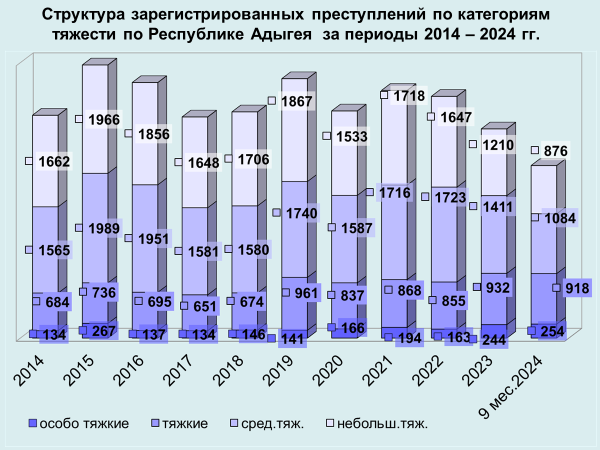 Структура зарегистрированных преступлений по категориям
тяжести по Республике Адыгея за периоды 2014 – 2024 гг.
1662 1966 1856 1648 1706 1867 1533 1718 1647 1210 876
1565 1989 1951 1581 1580 1740 1587 1716 1723 1411 1084
684 736 695 651 674 961 837 868 855 932 918
134 267 137 134 146 141 166 194 163 244 254
2014 2015 2016 2017 2018 2019 2020 2021 2022 2023 9 мес.2024
особо тяжкие тяжкие сред.тяж. небольш.тяж.